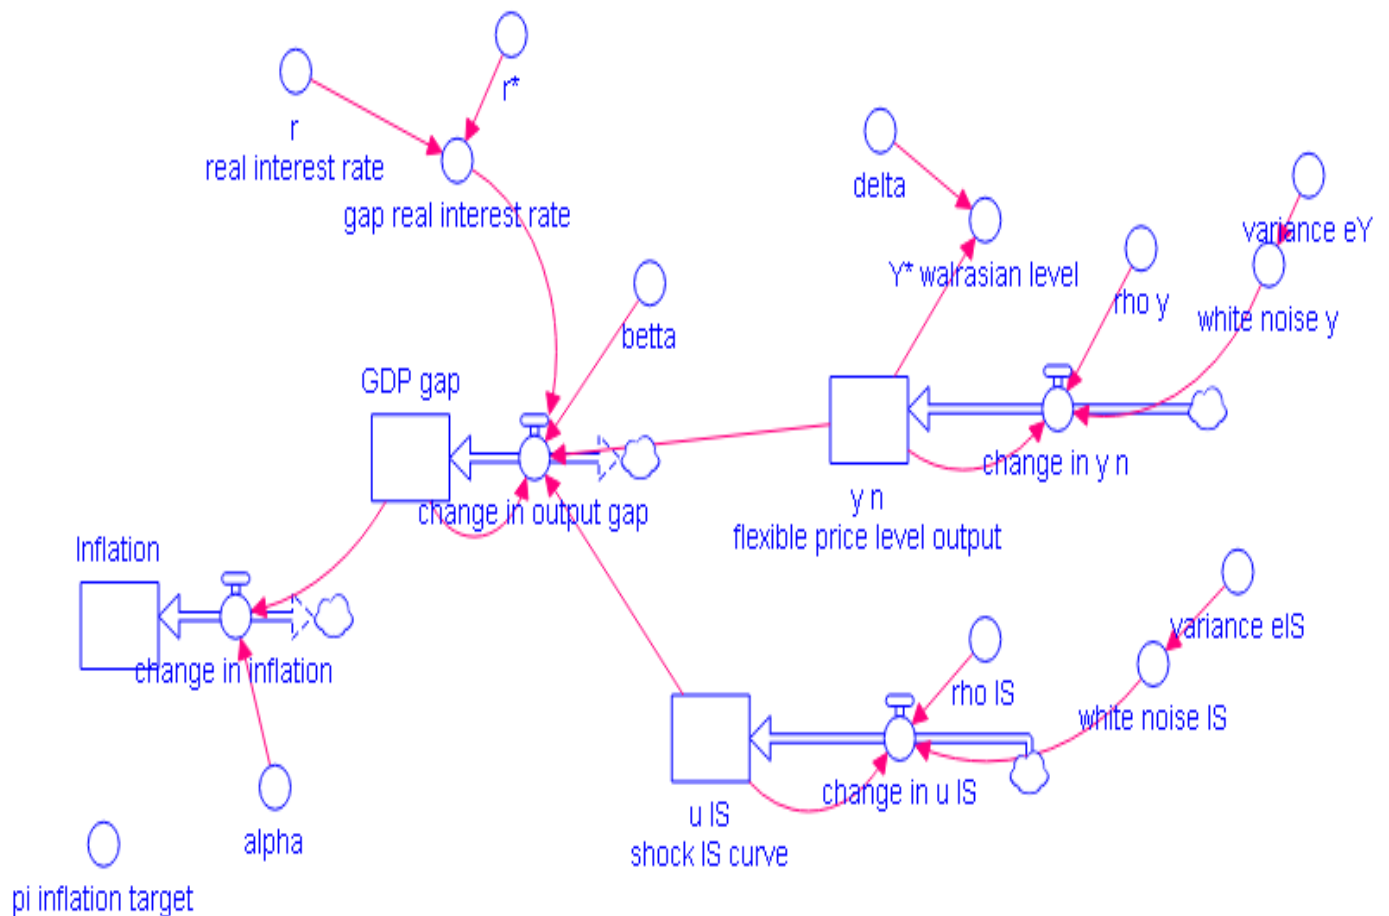 r*
r
real interest rate
gap real interest rate
delta
variance eY
Y* walrasian level
rho y
white noise y
betta
GDP gap
change in y n
y n
flexible price level output
change in output gap
Inflation
change in inflation
variance eIS
rho IS
white noise IS
change in u IS
u IS
shock IS curve
alpha
pi inflation target